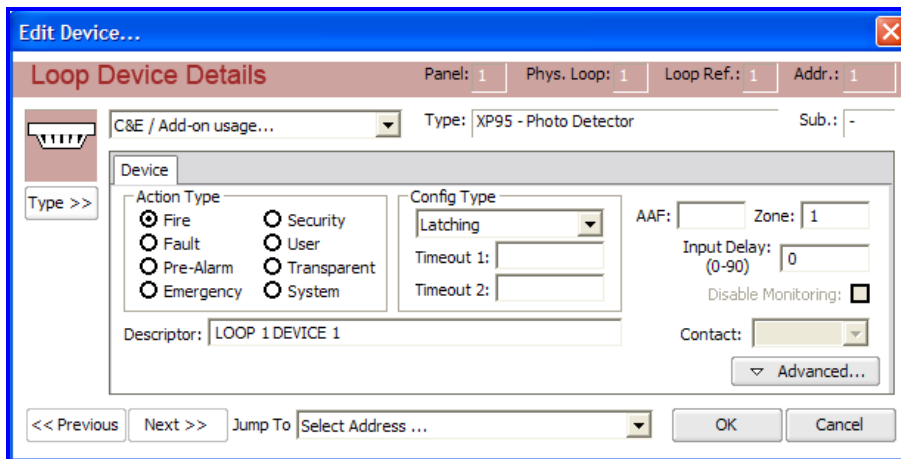 Edit Device...
Loop Device Details Panel: 1 Phys. Loop: 1 Loop Ref.: 1 Addr.: 1
C&E / Add-on usage... Type: XP95 - Photo Detector Sub.: -
Type >>
Device
Action Type
Fire Security
Fault User
Pre-Alarm Transparent
Emergency System
Config Type
Latching
Timeout 1:
Timeout 2:
AAF: Zone: 1
Input Delay: 0
(0-90)
Disable Monitoring:
Descriptor: LOOP 1 DEVICE 1
Contact:
Advanced...
<< Previous Next >> Jump To Select Address ... OK Cancel